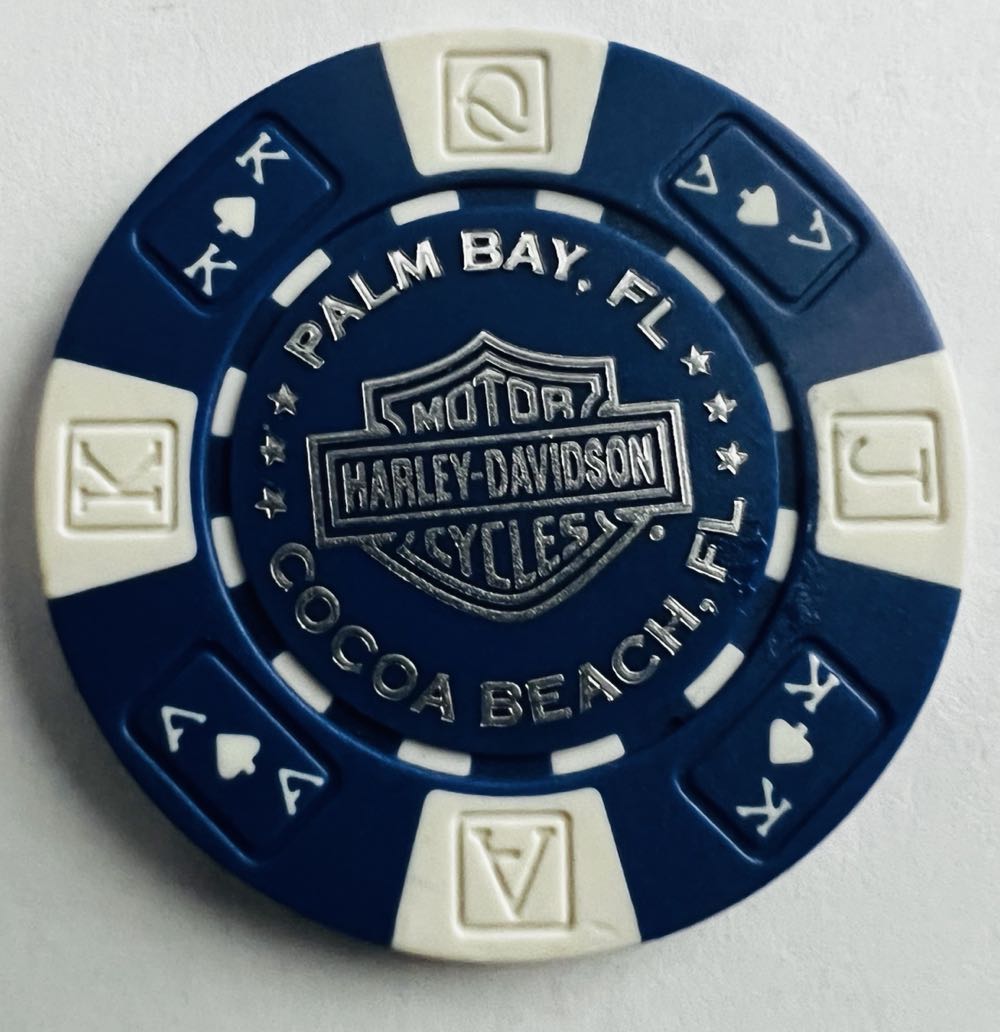 PALM BAY, FL
MOTOR
HARLEY-DAVIDSON
CYCLES
COCOA BEACH, FL
Q
A
A
J
K
K
A
A
A
K
K
K